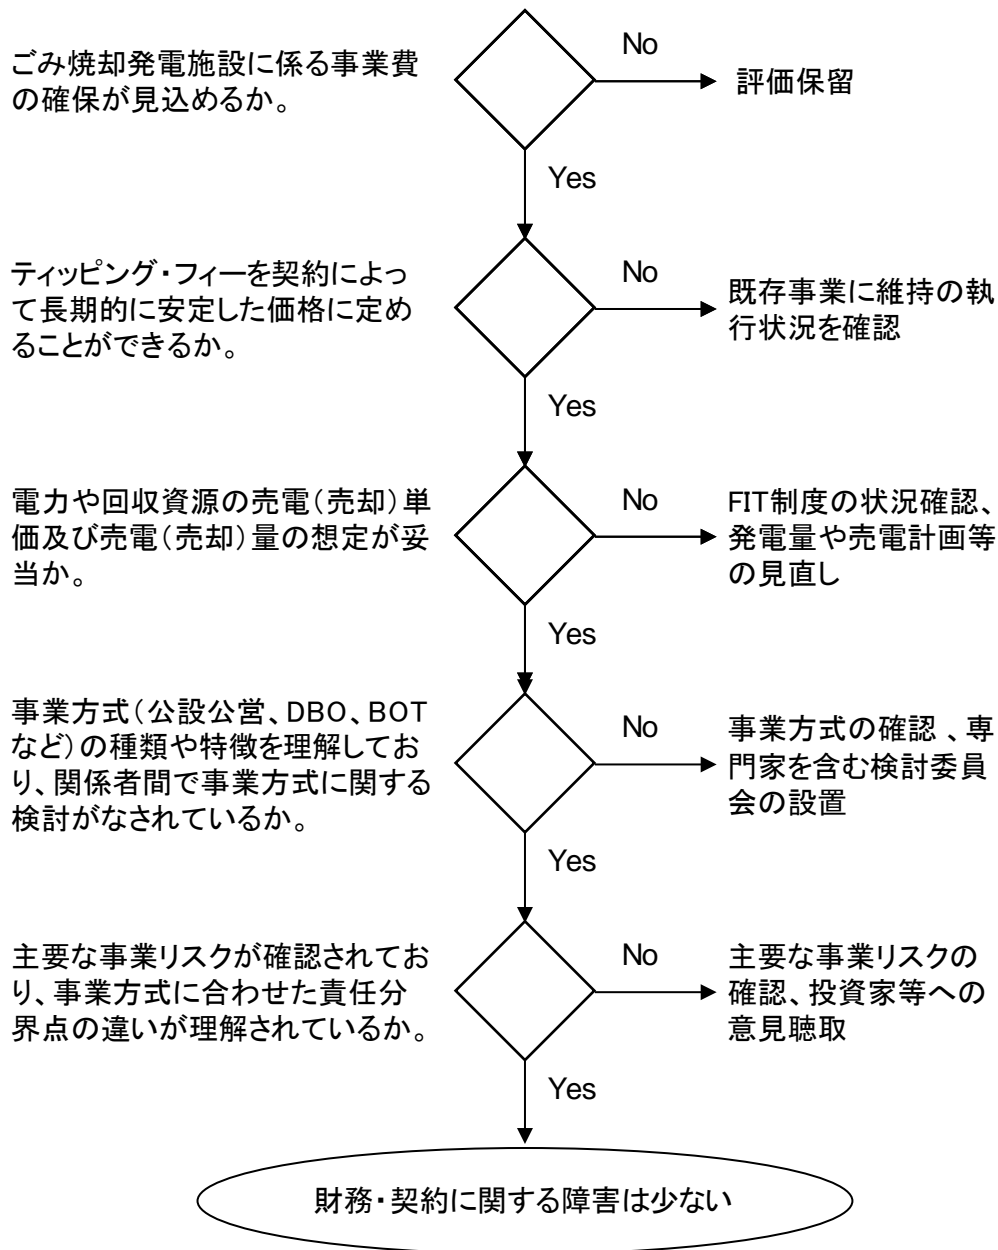 ごみ焼却発電施設に係る事業費
の確保が見込めるか。
No
評価保留
Yes
ティッピング・フィーを契約によっ
て長期的に安定した価格に定め
ることができるか。
No
既存事業に維持の執
行状況を確認
Yes
電力や回収資源の売電（売却）単
価及び売電（売却）量の想定が妥
当か。
No
FIT制度の状況確認、
発電量や売電計画等
の見直し
Yes
事業方式（公設公営、DBO、BOT
など）の種類や特徴を理解してお
り、関係者間で事業方式に関する
検討がなされているか。
No
事業方式の確認 、専
門家を含む検討委員
会の設置
Yes
主要な事業リスクが確認されてお
り、事業方式に合わせた責任分
界点の違いが理解されているか。
No
主要な事業リスクの
確認、投資家等への
意見聴取
Yes
財務・契約に関する障害は少ない